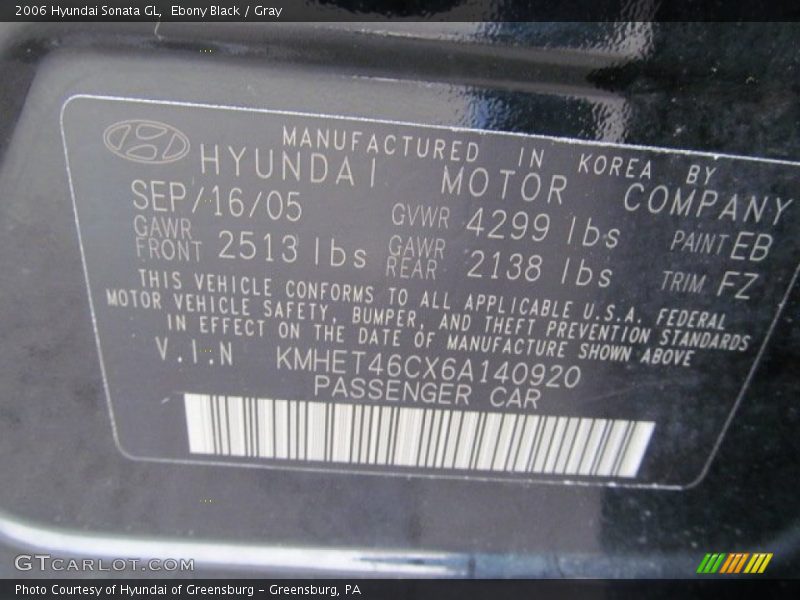 2006 Hyundai Sonata GL, Ebony Black / Gray
MANUFACTURED IN KOREA BY
HYUNDAI MOTOR COMPANY
SEP/16/05 GVWR 4299 lbs PAINT EB
GAWR FRONT 2513 lbs GAWR REAR 2138 lbs TRIM FZ
THIS VEHICLE CONFORMS TO ALL APPLICABLE U.S.A. FEDERAL
MOTOR VEHICLE SAFETY, BUMPER, AND THEFT PREVENTION STANDARDS
IN EFFECT ON THE DATE OF MANUFACTURE SHOWN ABOVE
V.I.N KMHET46CX6A140920
PASSENGER CAR
GTCarLot.com
Photo Courtesy of Hyundai of Greensburg - Greensburg, PA